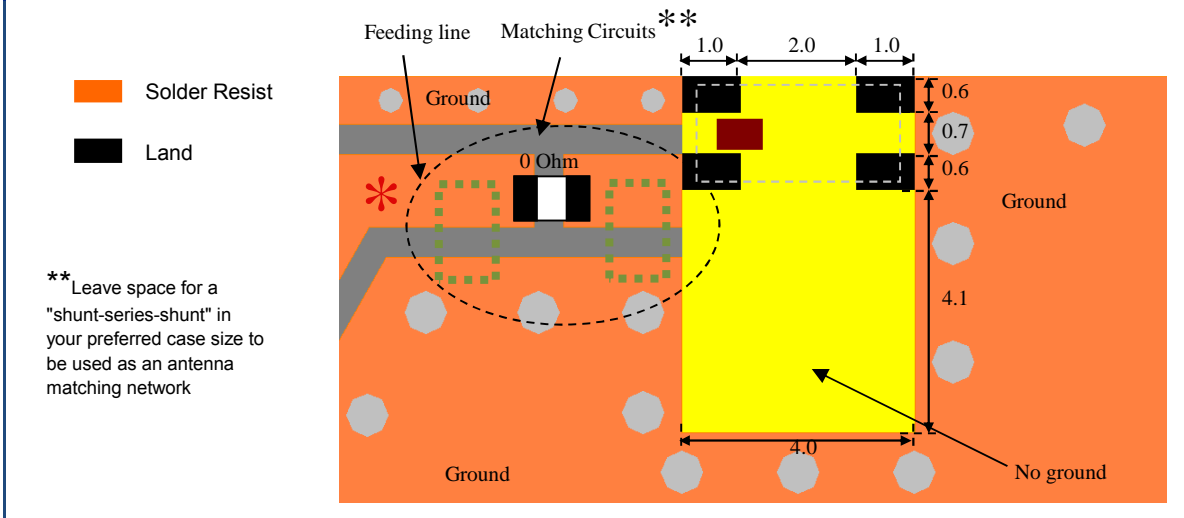 Feeding line
Matching Circuits**
1.0
2.0
1.0
Solder Resist
Land
Ground
0 Ohm
*
0.6
0.7
0.6
Ground
4.1
**Leave space for a
"shunt-series-shunt" in
your preferred case size to
be used as an antenna
matching network
4.0
Ground
No ground